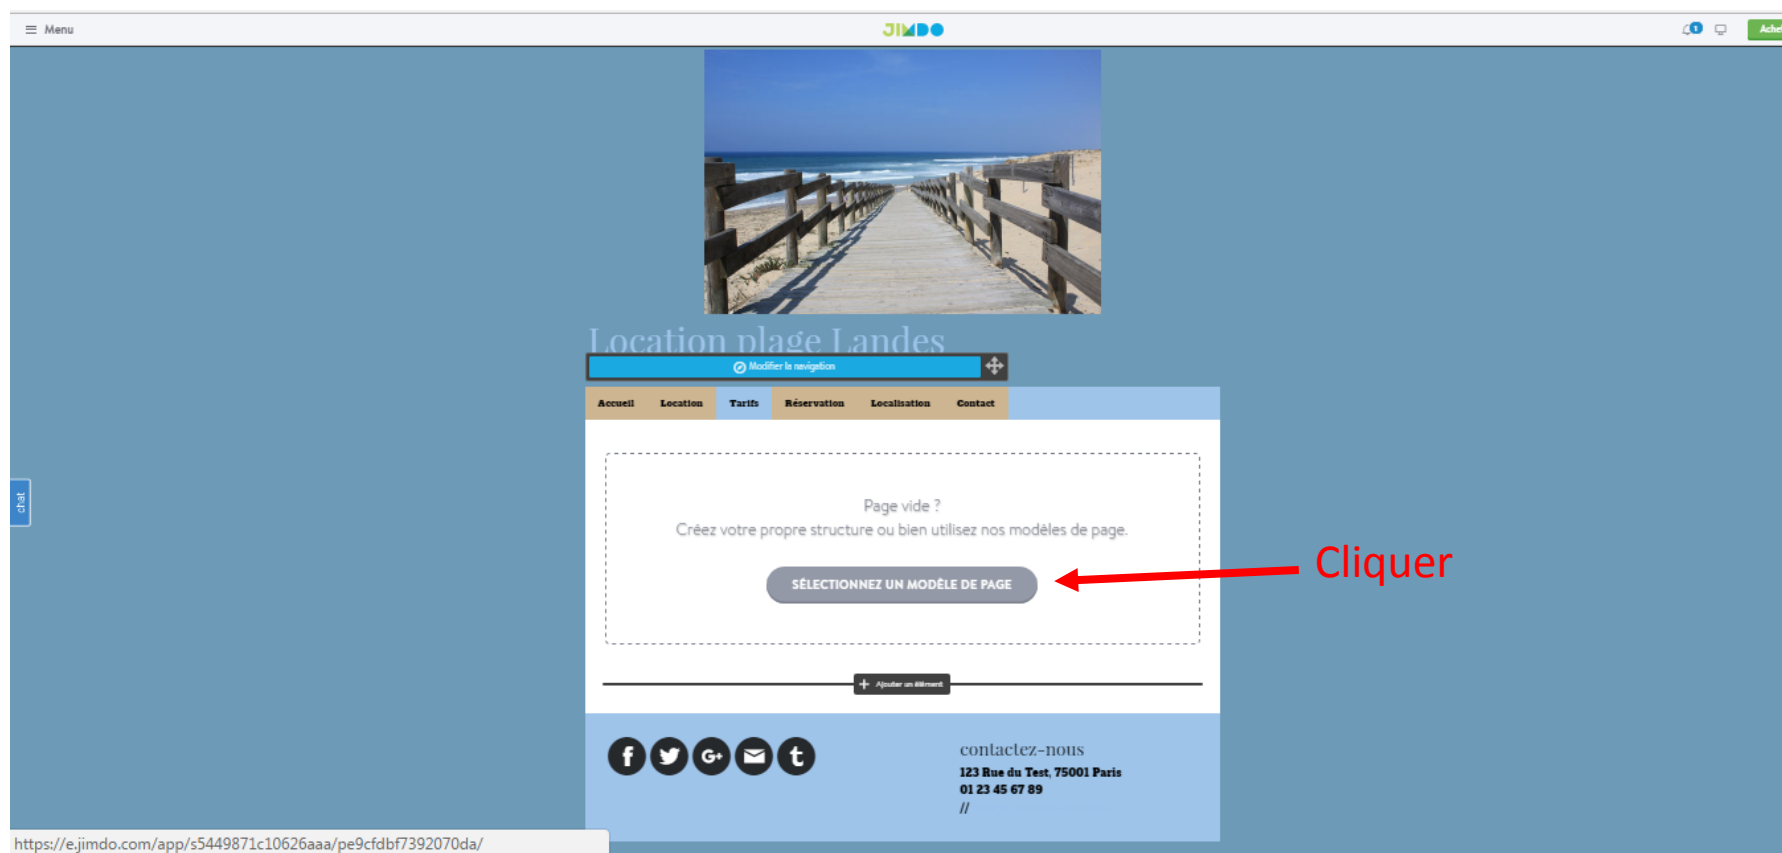 Menu
JIMDO
1
Ache
Location plage Landes
Modifier la navigation
Accueil Location Tarifs Réservation Localisation Contact
chat
Page vide ?
Créez votre propre structure ou bien utilisez nos modèles de page.
SÉLECTIONNEZ UN MODÈLE DE PAGE
Cliquer
Ajouter un élément
contactez-nous
123 Rue du Test, 75001 Paris
01 23 45 67 89
//
https://e.jimdo.com/app/s5449871c10626aaa/pe9cfdbf7392070da/